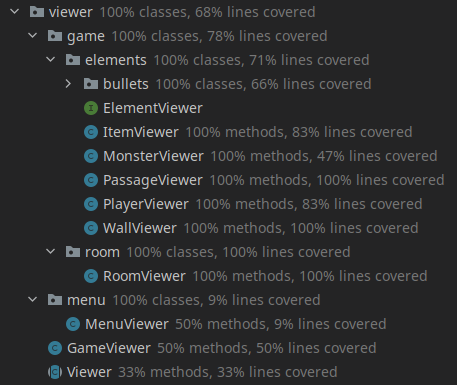 viewer 100% classes, 68% lines covered
game 100% classes, 78% lines covered
elements 100% classes, 71% lines covered
bullets 100% classes, 66% lines covered
I ElementViewer
C ItemViewer 100% methods, 83% lines covered
C MonsterViewer 100% methods, 47% lines covered
C PassageViewer 100% methods, 100% lines covered
C PlayerViewer 100% methods, 83% lines covered
C WallViewer 100% methods, 100% lines covered
room 100% classes, 100% lines covered
C RoomViewer 100% methods, 100% lines covered
menu 100% classes, 9% lines covered
C MenuViewer 50% methods, 9% lines covered
C GameViewer 50% methods, 50% lines covered
C Viewer 33% methods, 33% lines covered